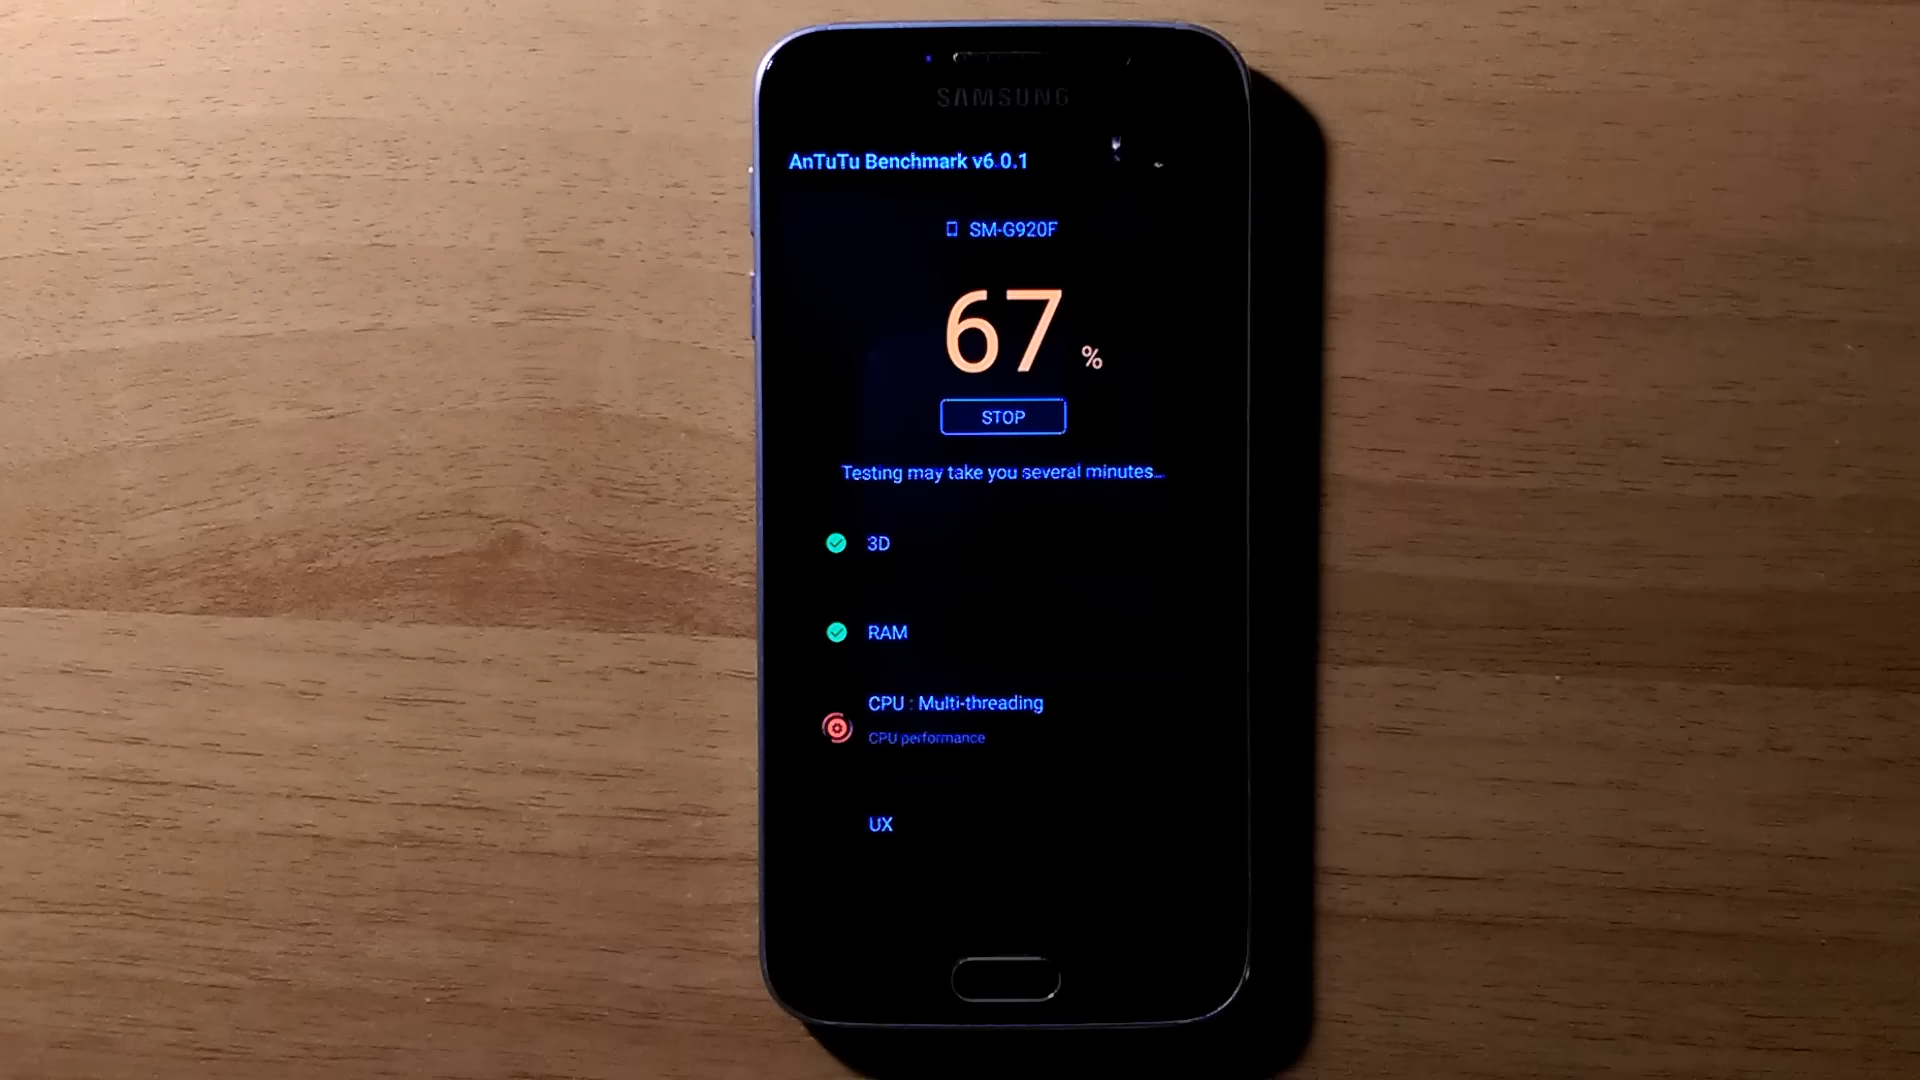 SAMSUNG
AnTuTu Benchmark v6.0.1
SM-G920F
67 %
STOP
Testing may take you several minutes...
3D
RAM
CPU : Multi-threading
CPU performance
UX